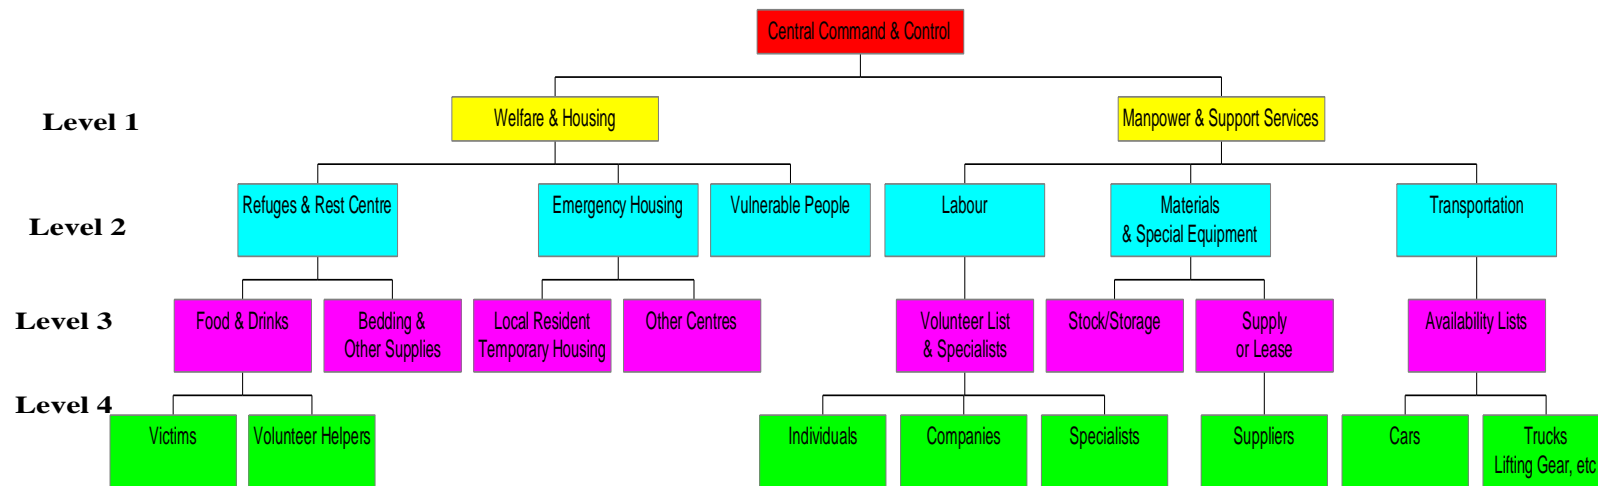 Central Command & Control
Level 1
Welfare & Housing
Manpower & Support Services
Level 2
Refuges & Rest Centre
Emergency Housing
Vulnerable People
Labour
Materials
& Special Equipment
Transportation
Level 3
Food & Drinks
Bedding &
Other Supplies
Local Resident
Temporary Housing
Other Centres
Volunteer List
& Specialists
Stock/Storage
Supply
or Lease
Availability Lists
Level 4
Victims
Volunteer Helpers
Individuals
Companies
Specialists
Suppliers
Cars
Trucks
Lifting Gear, etc